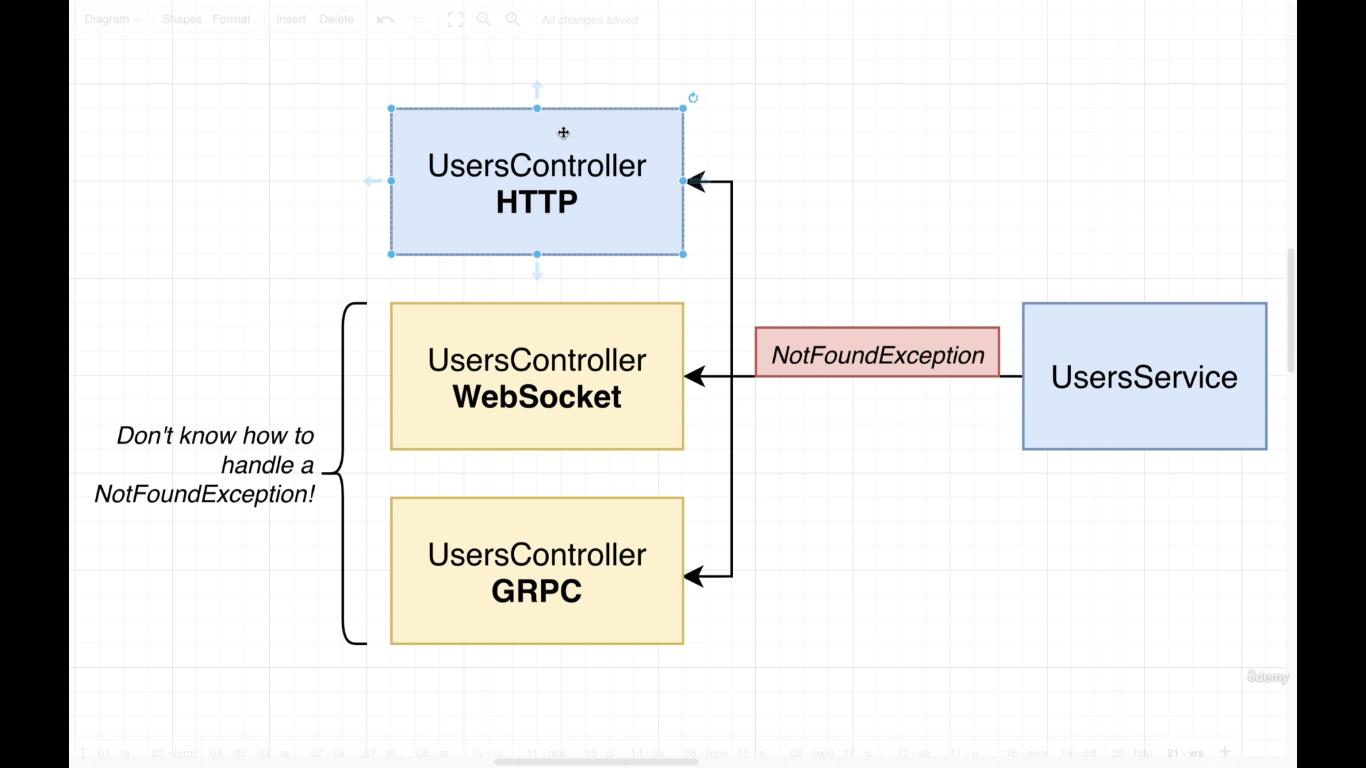 Diagram Shapes Format Insert Delete All changes saved
UsersController
HTTP
UsersController
WebSocket
NotFoundException
UsersService
Don't know how to
handle a
NotFoundException!
UsersController
GRPC
ûdemy
01 - re... 02 - term 04 - db 03 - re... 07 - mi... 07 - st... 06 - st... 10 - ro 11 - real 13 - di 14 - sa... 08 - repo 15 - e... 08 - repo 17 - u... 12 - se... 17 - u... 18 - errs 19 - diff 20 - http 21 - ws